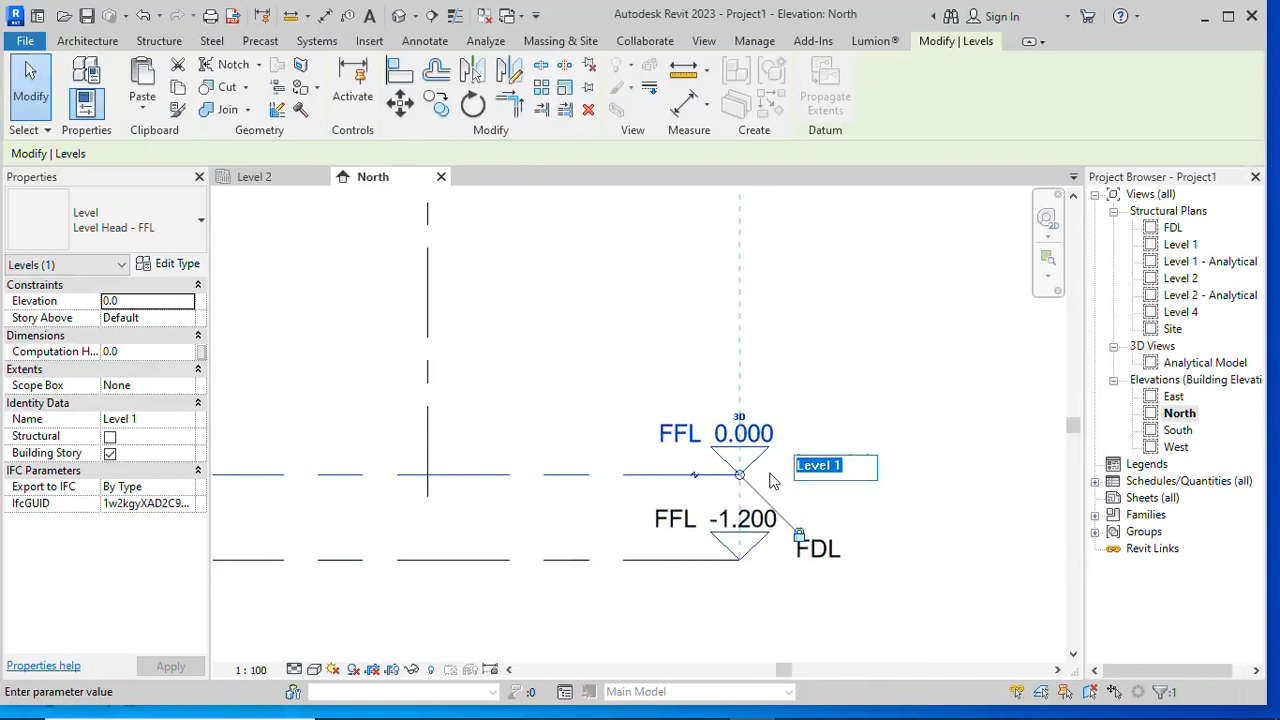 Autodesk Revit 202
- Project1 - Elevation: North
Sign In
File
Architecture
Structure
Steel
Precast
Systems
Insert
Annotate
Analyze
Massing & Site
Collaborate
View
Manage
Add-Ins
Lumion®
Modify | Levels
Modify
Select
Properties
Paste
Clipboard
Notch
Cut
Join
Geometry
Activate
Controls
Modify
View
Measure
Create
Propagate
Extents
Datum
Modify | Levels
Properties
Level
Level Head - FFL
Levels (1)
Edit Type
Constraints
Elevation 0.0
Story Above Default
Dimensions
Computation H... 0.0
Extents
Scope Box None
Identity Data
Name Level 1
Structural
Building Story
IFC Parameters
Export to IFC By Type
IfcGUID 1w2kgyXAD2C9...
Properties help
Apply
Level 2
North
3D
FFL 0.000
Level 1
FFL -1.200
FDL
2D
Project Browser - Project1
Views (all)
Structural Plans
FDL
Level 1
Level 1 - Analytical
Level 2
Level 2 - Analytical
Level 4
Site
3D Views
Analytical Model
Elevations (Building Elevati
East
North
South
West
Legends
Schedules/Quantities (all)
Sheets (all)
Families
Groups
Revit Links
1 : 100
Enter parameter value
:0
Main Model
:1